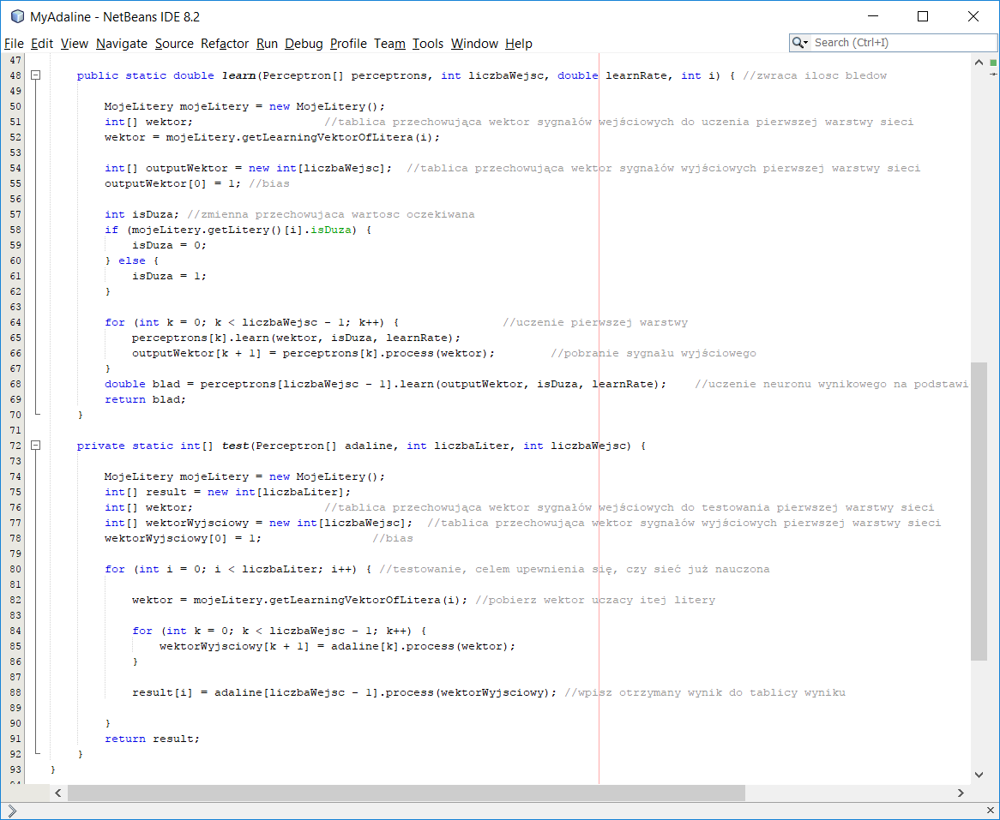 MyAdaline - NetBeans IDE 8.2
File Edit View Navigate Source Refactor Run Debug Profile Team Tools Window Help
Search (Ctrl+I)
47
48 public static double learn(Perceptron[] perceptrons, int liczbaWejsc, double learnRate, int i) { //zwraca ilosc bledow
49
50 MojeLitery mojeLitery = new MojeLitery();
51 int[] wektor; //tablica przechowująca wektor sygnałów wejściowych do uczenia pierwszej warstwy sieci
52 wektor = mojeLitery.getLearningVektorOfLitera(i);
53
54 int[] outputWektor = new int[liczbaWejsc]; //tablica przechowująca wektor sygnałów wyjściowych pierwszej warstwy sieci
55 outputWektor[0] = 1; //bias
56
57 int isDuza; //zmienna przechowujaca wartosc oczekiwana
58 if (mojeLitery.getLitery()[i].isDuza) {
59 isDuza = 0;
60 } else {
61 isDuza = 1;
62 }
63
64 for (int k = 0; k < liczbaWejsc - 1; k++) { //uczenie pierwszej warstwy
65 perceptrons[k].learn(wektor, isDuza, learnRate);
66 outputWektor[k + 1] = perceptrons[k].process(wektor); //pobranie sygnału wyjściowego
67 }
68 double blad = perceptrons[liczbaWejsc - 1].learn(outputWektor, isDuza, learnRate); //uczenie neuronu wynikowego na podstawi
69 return blad;
70 }
71
72 private static int[] test(Perceptron[] adaline, int liczbaLiter, int liczbaWejsc) {
73
74 MojeLitery mojeLitery = new MojeLitery();
75 int[] result = new int[liczbaLiter];
76 int[] wektor; //tablica przechowująca wektor sygnałów wejściowych do testowania pierwszej warstwy sieci
77 int[] wektorWyjsciowy = new int[liczbaWejsc]; //tablica przechowująca wektor sygnałów wyjściowych pierwszej warstwy sieci
78 wektorWyjsciowy[0] = 1; //bias
79
80 for (int i = 0; i < liczbaLiter; i++) { //testowanie, celem upewnienia się, czy sieć już nauczona
81
82 wektor = mojeLitery.getLearningVektorOfLitera(i); //pobierz wektor uczacy itej litery
83
84 for (int k = 0; k < liczbaWejsc - 1; k++) {
85 wektorWyjsciowy[k + 1] = adaline[k].process(wektor);
86 }
87
88 result[i] = adaline[liczbaWejsc - 1].process(wektorWyjsciowy); //wpisz otrzymany wynik do tablicy wyniku
89
90 }
91 return result;
92 }
93 }
94